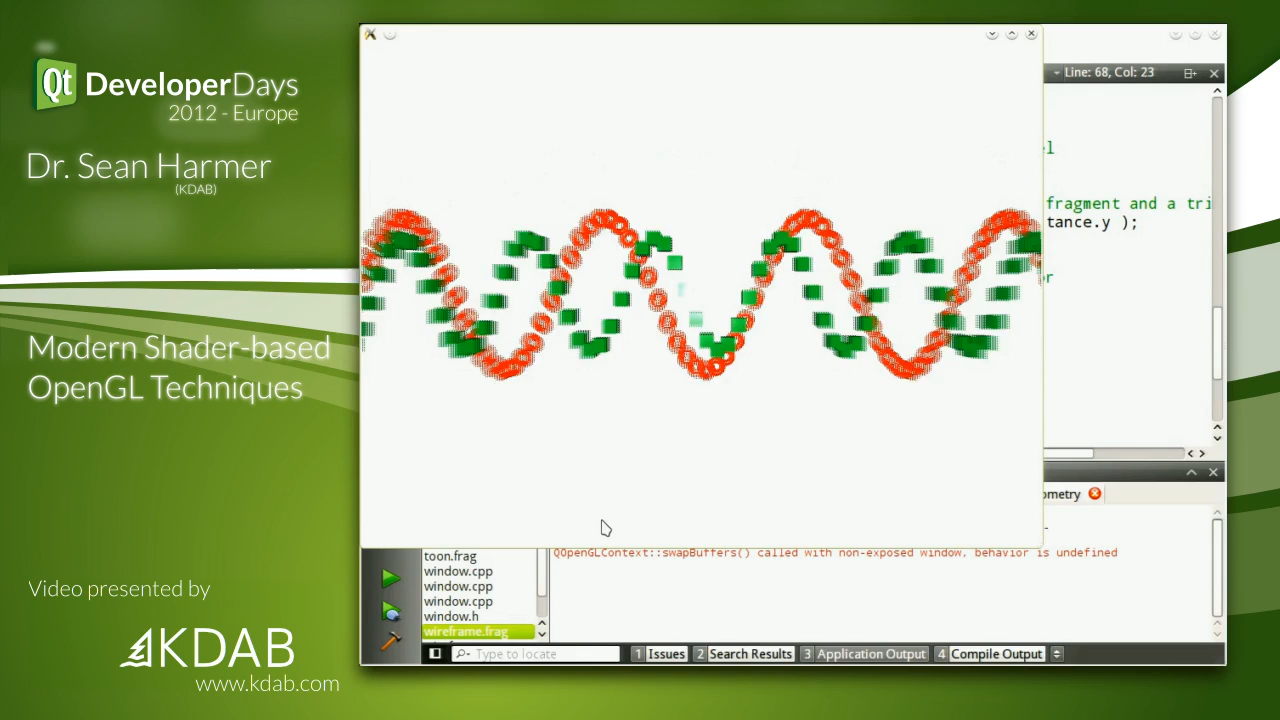 Qt DeveloperDays
2012 - Europe
Dr. Sean Harmer
(KDAB)
Modern Shader-based
OpenGL Techniques
Video presented by
KDAB
www.kdab.com
Line: 68, Col: 23
fragment and a tri
tance.y );
ometry
QOpenGLContext::swapBuffers() called with non-exposed window, behavior is undefined
toon.frag
window.cpp
window.cpp
window.cpp
window.h
wireframe.frag
Type to locate
1 Issues
2 Search Results
3 Application Output
4 Compile Output